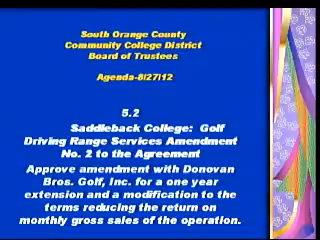 South Orange County
Community College District
Board of Trustees
Agenda-8/27/12
5.2
Saddleback College: Golf
Driving Range Services Amendment
No. 2 to the Agreement
Approve amendment with Donovan
Bros. Golf, Inc. for a one year
extension and a modification to the
terms reducing the return on
monthly gross sales of the operation.